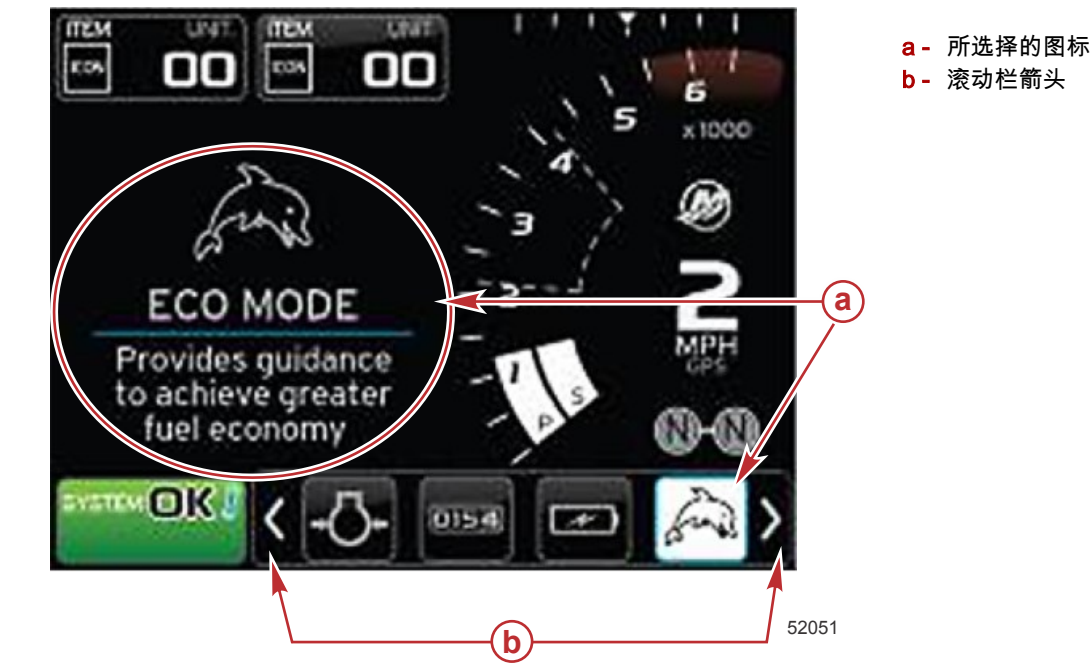 ITEM UNIT
ECON 00
ITEM UNIT
ECON 00
6
5
4
3
2
1
x1000
P S
2
MPH
GPS
N-N
ECO MODE
Provides guidance
to achieve greater
fuel economy
SYSTEM OK!
0154
a
b
52051
a - 所选择的图标
b - 滚动栏箭头